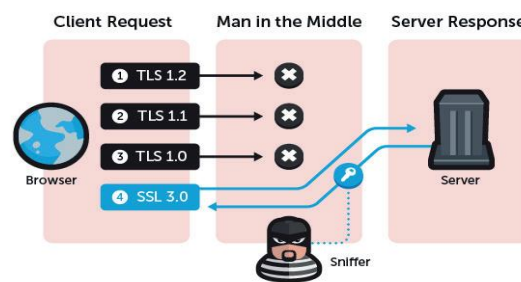 Client Request
Man in the Middle
Server Response
1 TLS 1.2
2 TLS 1.1
3 TLS 1.0
4 SSL 3.0
Browser
Server
Sniffer